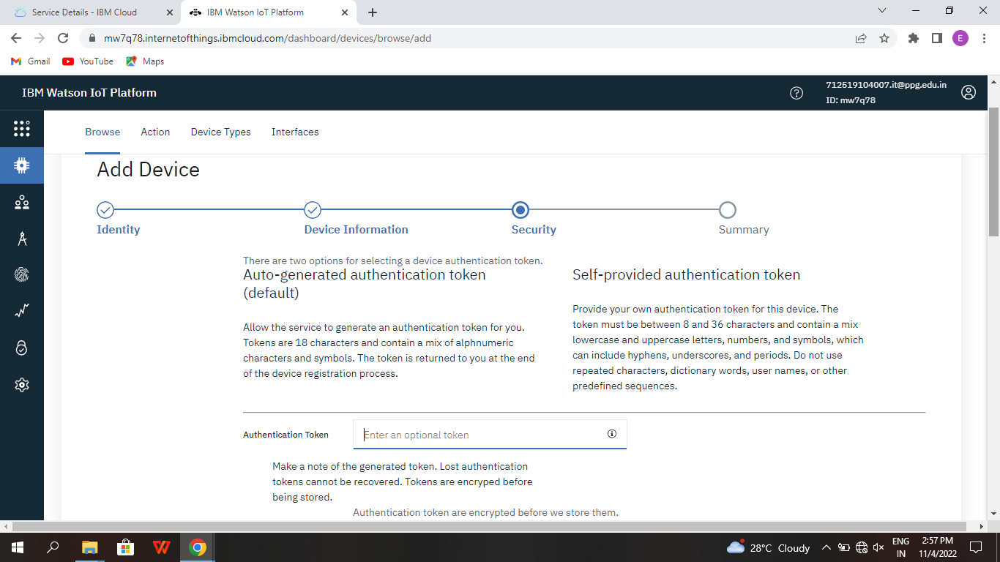 Service Details - IBM Cloud
IBM Watson IoT Platform
mw7q78.internetofthings.ibmcloud.com/dashboard/devices/browse/add
E
Gmail
YouTube
Maps
IBM Watson IoT Platform
712519104007.it@ppg.edu.in
ID: mw7q78
Browse
Action
Device Types
Interfaces
Add Device
Identity
Device Information
Security
Summary
There are two options for selecting a device authentication token.
Auto-generated authentication token
(default)
Allow the service to generate an authentication token for you.
Tokens are 18 characters and contain a mix of alphnumeric
characters and symbols. The token is returned to you at the end
of the device registration process.
Self-provided authentication token
Provide your own authentication token for this device. The
token must be between 8 and 36 characters and contain a mix
lowercase and uppercase letters, numbers, and symbols, which
can include hyphens, underscores, and periods. Do not use
repeated characters, dictionary words, user names, or other
predefined sequences.
Authentication Token
Enter an optional token
Make a note of the generated token. Lost authentication
tokens cannot be recovered. Tokens are encryped before
being stored.
Authentication token are encrypted before we store them.
28°C Cloudy
ENG
IN
2:57 PM
11/4/2022